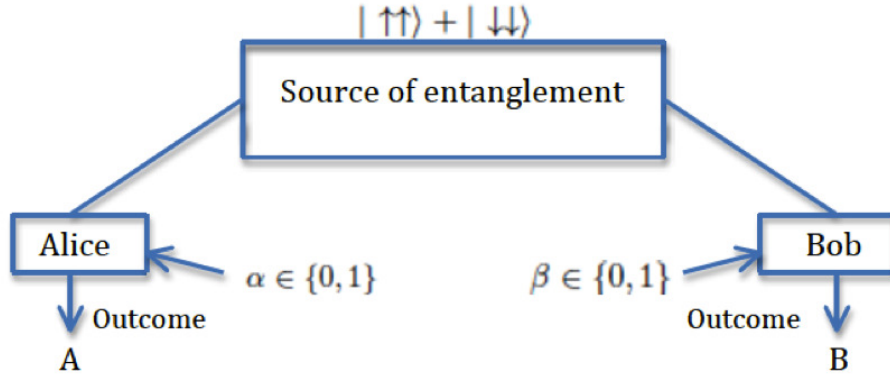 | ↑↑⟩ + | ↓↓⟩
Source of entanglement
Alice
Bob
α ∈ {0, 1}
β ∈ {0, 1}
Outcome
Outcome
A
B